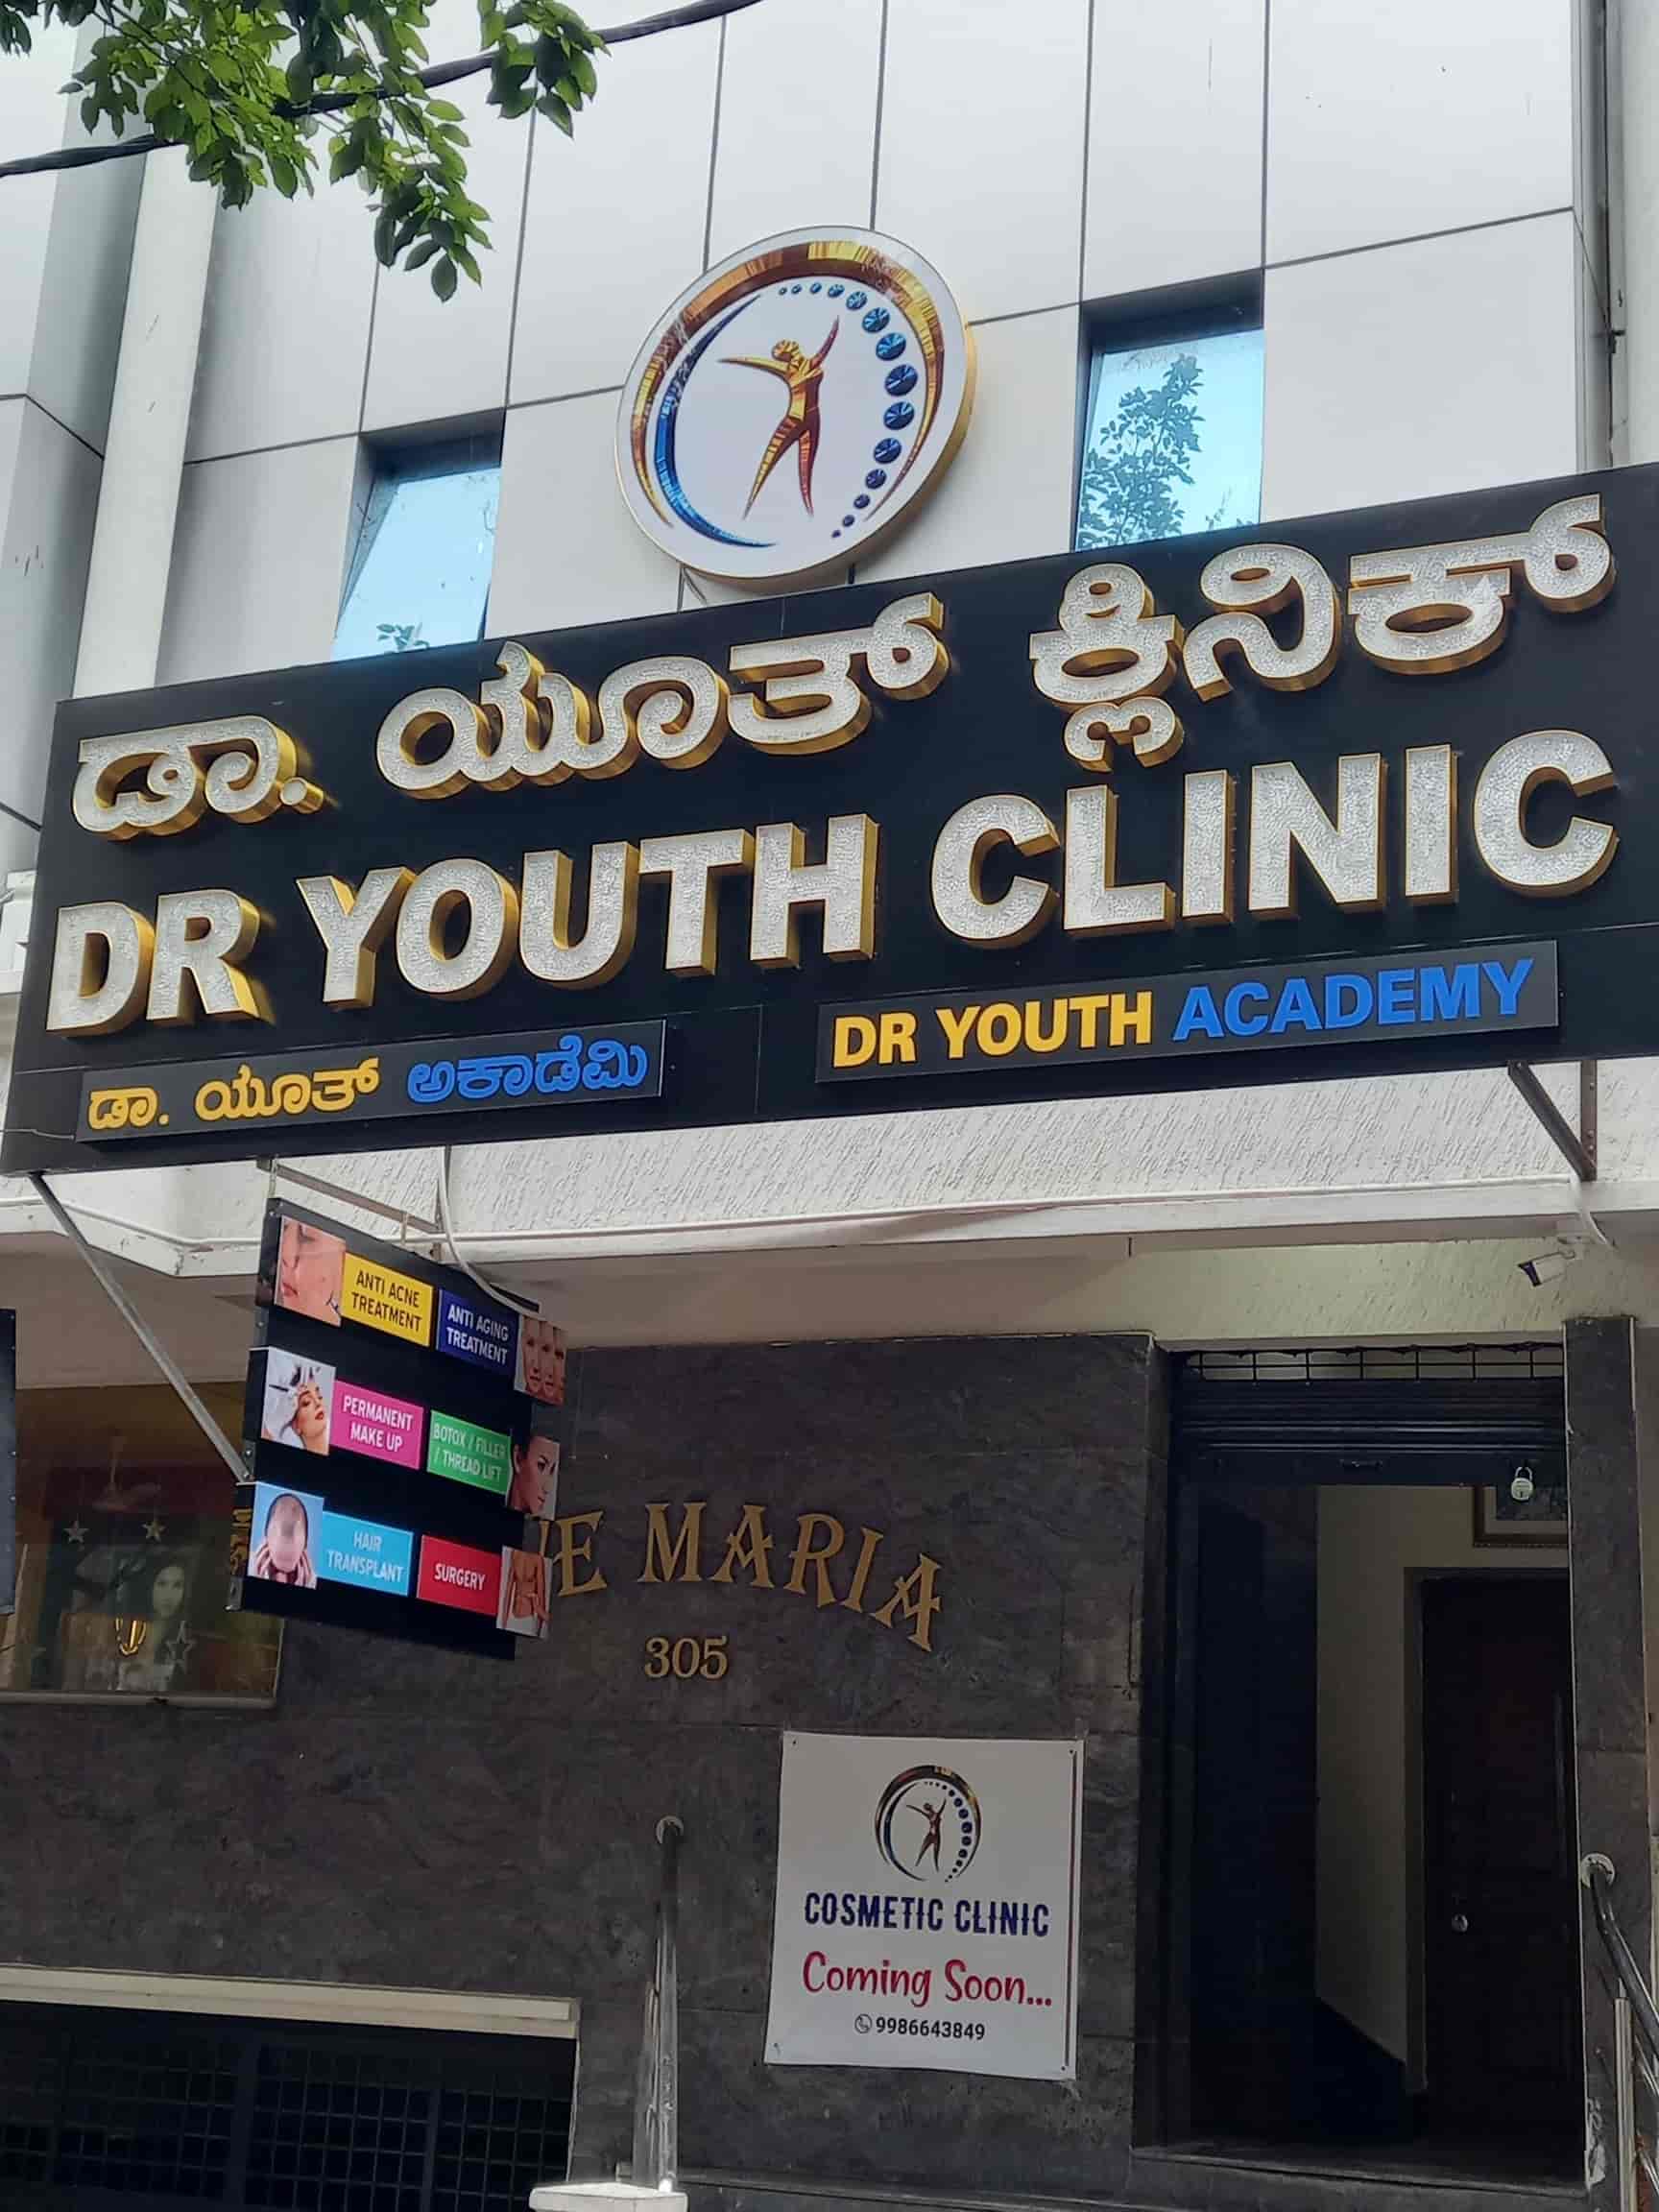 ಡಾ. ಯೂತ್ ಕ್ಲಿನಿಕ್
DR YOUTH CLINIC
ಡಾ. ಯೂತ್ ಅಕಾಡೆಮಿ
DR YOUTH ACADEMY
ANTI ACNE
TREATMENT
ANTI AGING
TREATMENT
PERMANENT
MAKE UP
BOTOX / FILLER
/ THREAD LIFT
HAIR
TRANSPLANT
SURGERY
MARIA
305
COSMETIC CLINIC
Coming Soon...
9986643849